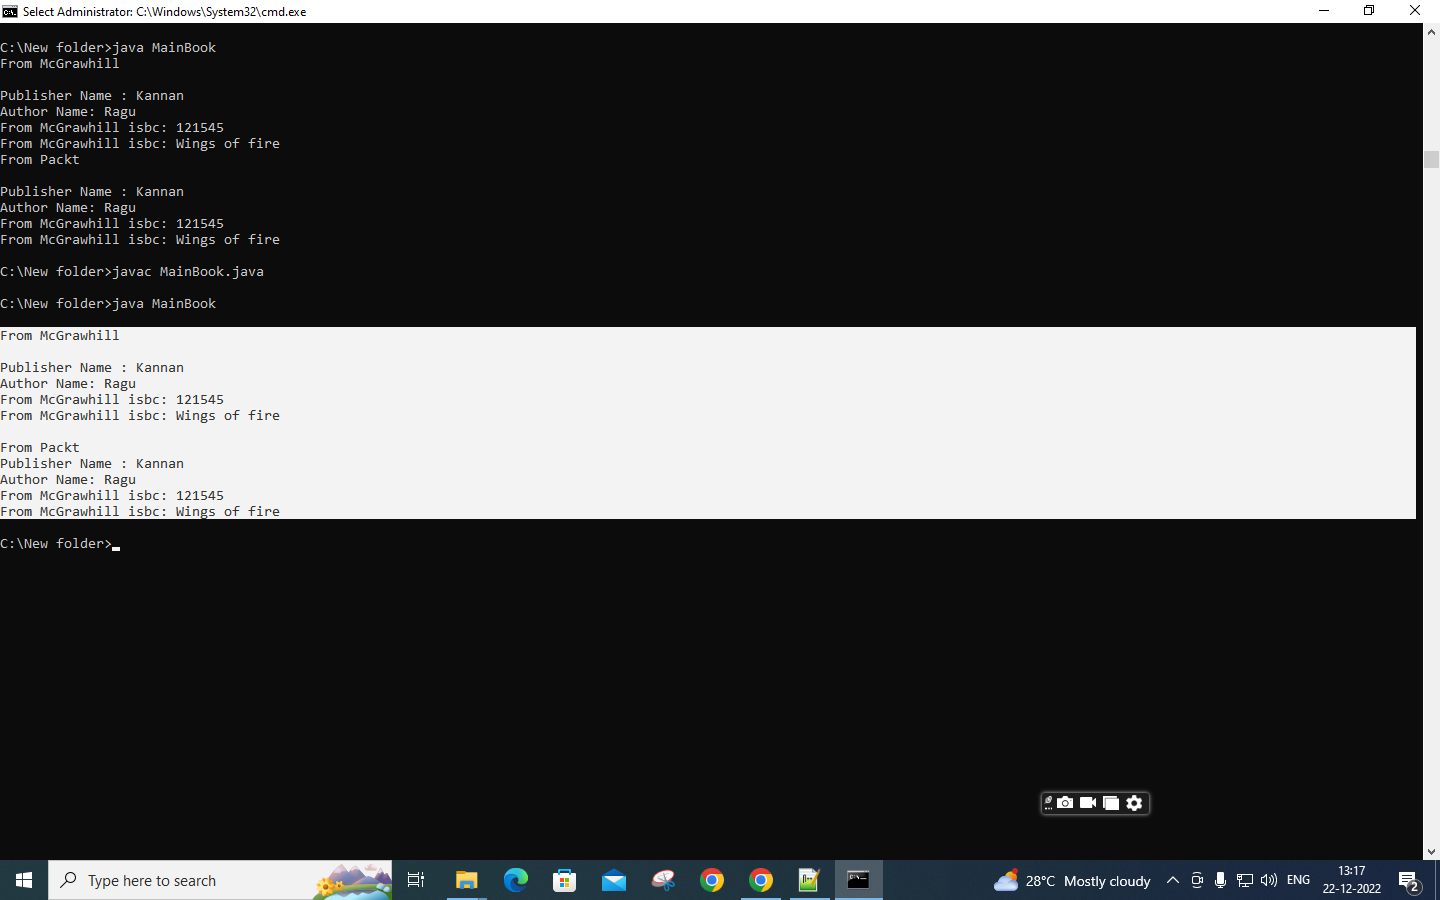 Select Administrator: C:\Windows\System32\cmd.exe
C:\New folder>java MainBook
From McGrawhill
Publisher Name : Kannan
Author Name: Ragu
From McGrawhill isbc: 121545
From McGrawhill isbc: Wings of fire
From Packt
Publisher Name : Kannan
Author Name: Ragu
From McGrawhill isbc: 121545
From McGrawhill isbc: Wings of fire
C:\New folder>javac MainBook.java
C:\New folder>java MainBook
From McGrawhill
Publisher Name : Kannan
Author Name: Ragu
From McGrawhill isbc: 121545
From McGrawhill isbc: Wings of fire
From Packt
Publisher Name : Kannan
Author Name: Ragu
From McGrawhill isbc: 121545
From McGrawhill isbc: Wings of fire
C:\New folder>
Type here to search
28°C Mostly cloudy
ENG
13:17
22-12-2022
2